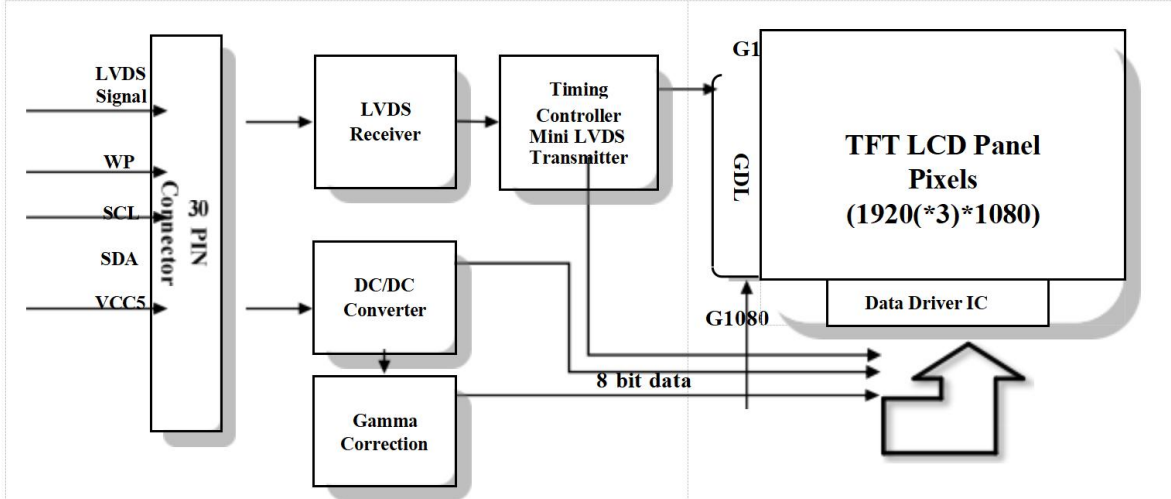 LVDS
Signal
WP
SCL
SDA
VCC5
30 PIN
Connector
LVDS
Receiver
Timing
Controller
Mini LVDS
Transmitter
DC/DC
Converter
Gamma
Correction
G1
GDL
G1080
TFT LCD Panel
Pixels
(1920(*3)*1080)
Data Driver IC
8 bit data